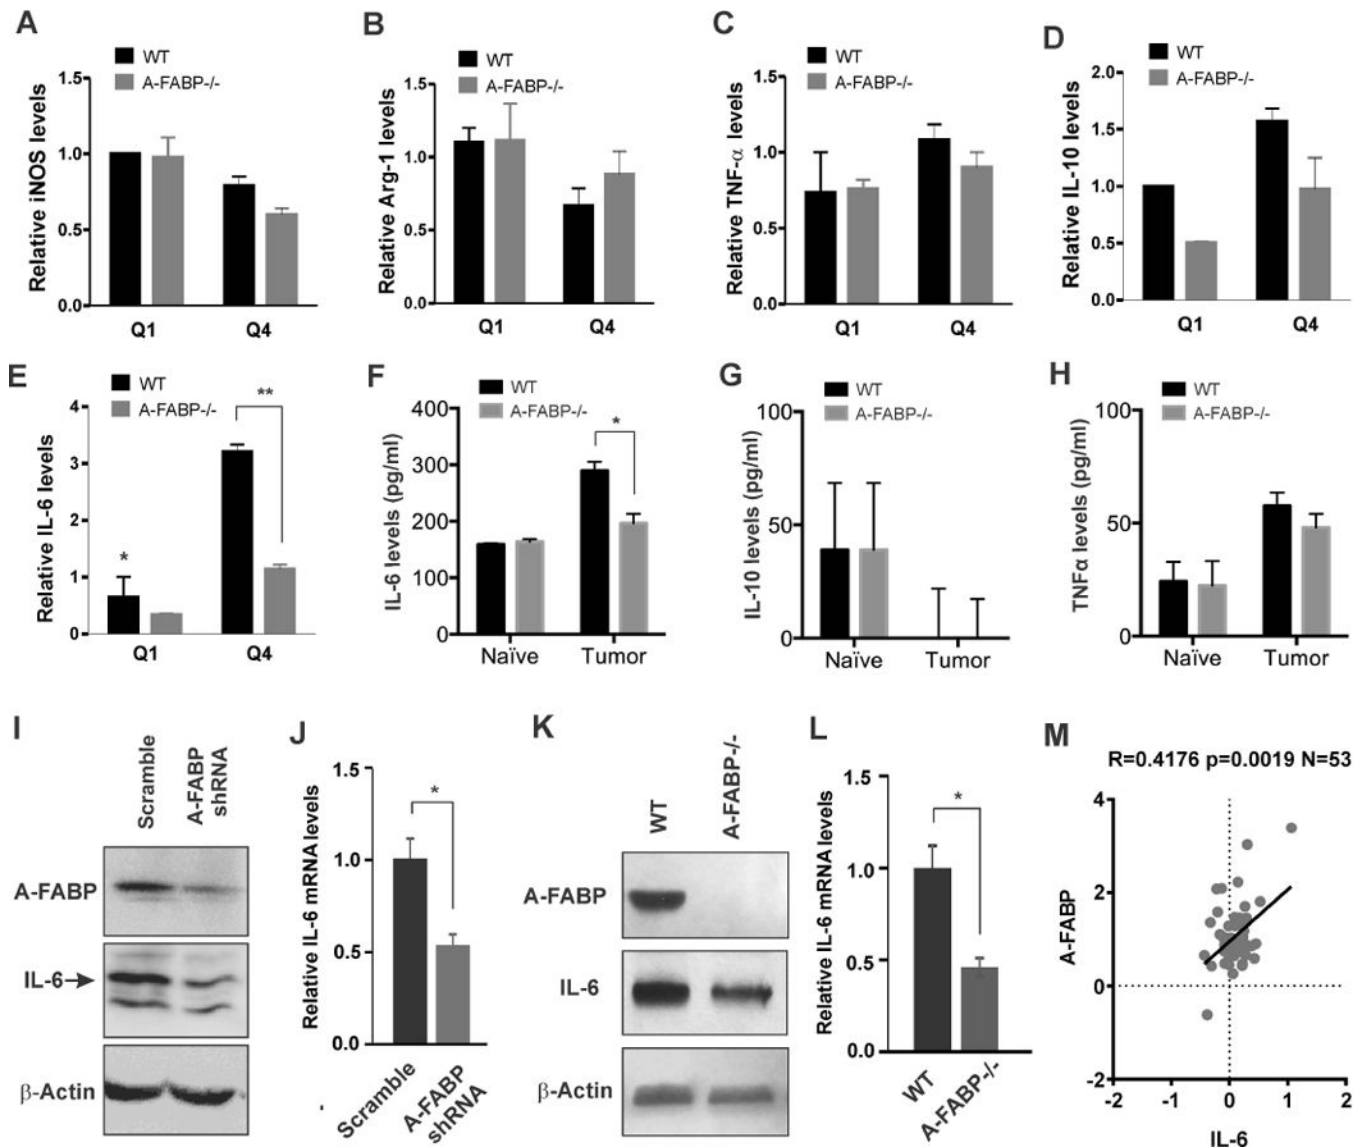 A
WT
A-FABP-/-
Relative iNOS levels
1.5
1.0
0.5
0.0
Q1
Q4
B
WT
A-FABP-/-
Relative Arg-1 levels
1.5
1.0
0.5
0.0
Q1
Q4
C
WT
A-FABP-/-
Relative TNF-α levels
1.5
1.0
0.5
0.0
Q1
Q4
D
WT
A-FABP-/-
Relative IL-10 levels
2.0
1.5
1.0
0.5
0.0
Q1
Q4
E
WT
A-FABP-/-
Relative IL-6 levels
4
3
2
1
0
*
**
Q1
Q4
F
WT
A-FABP-/-
IL-6 levels (pg/ml)
400
300
200
100
0
*
Naïve
Tumor
G
WT
A-FABP-/-
IL-10 levels (pg/ml)
100
50
0
Naïve
Tumor
H
WT
A-FABP-/-
TNFα levels (pg/ml)
100
50
0
Naïve
Tumor
I
Scramble
A-FABP
shRNA
A-FABP
IL-6
β-Actin
J
Relative IL-6 mRNA levels
1.5
1.0
0.5
0.0
*
Scramble
A-FABP
shRNA
K
WT
A-FABP-/-
A-FABP
IL-6
β-Actin
L
Relative IL-6 mRNA levels
1.5
1.0
0.5
0.0
*
WT
A-FABP-/-
M
R=0.4176 p=0.0019 N=53
A-FABP
4
2
0
-2
-2
-1
0
1
2
IL-6